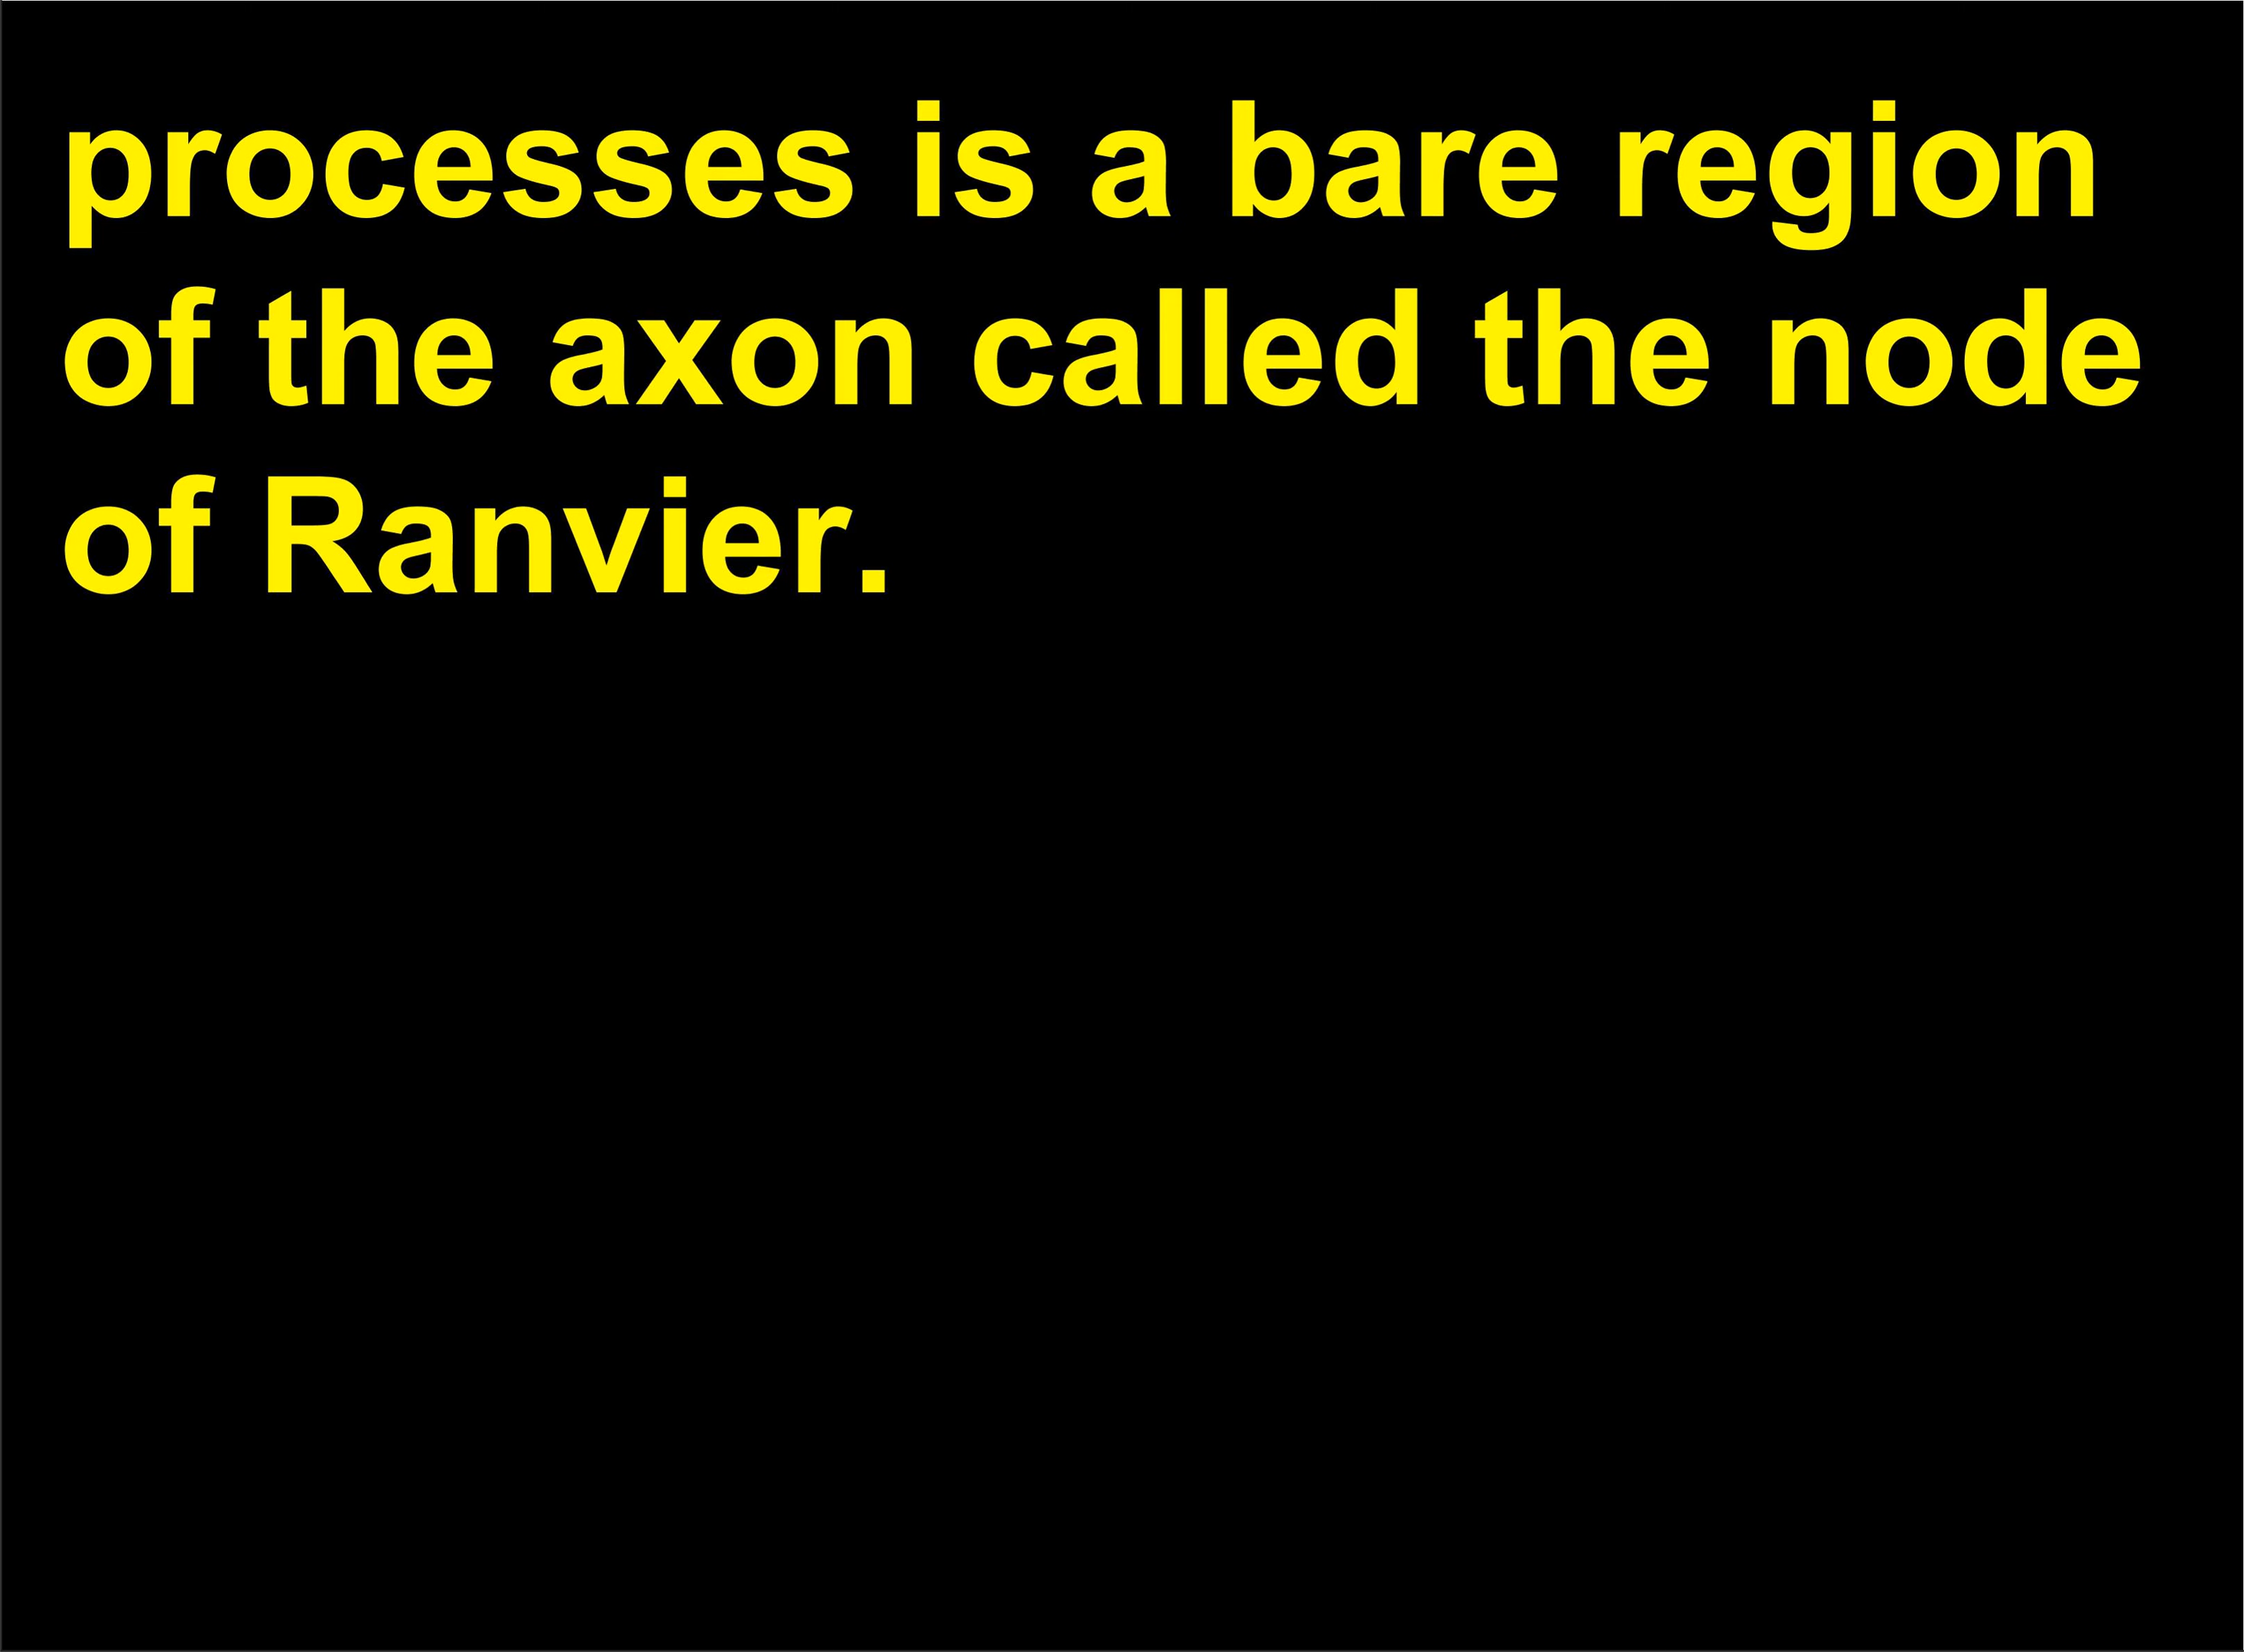 processes is a bare region
of the axon called the node
of Ranvier.